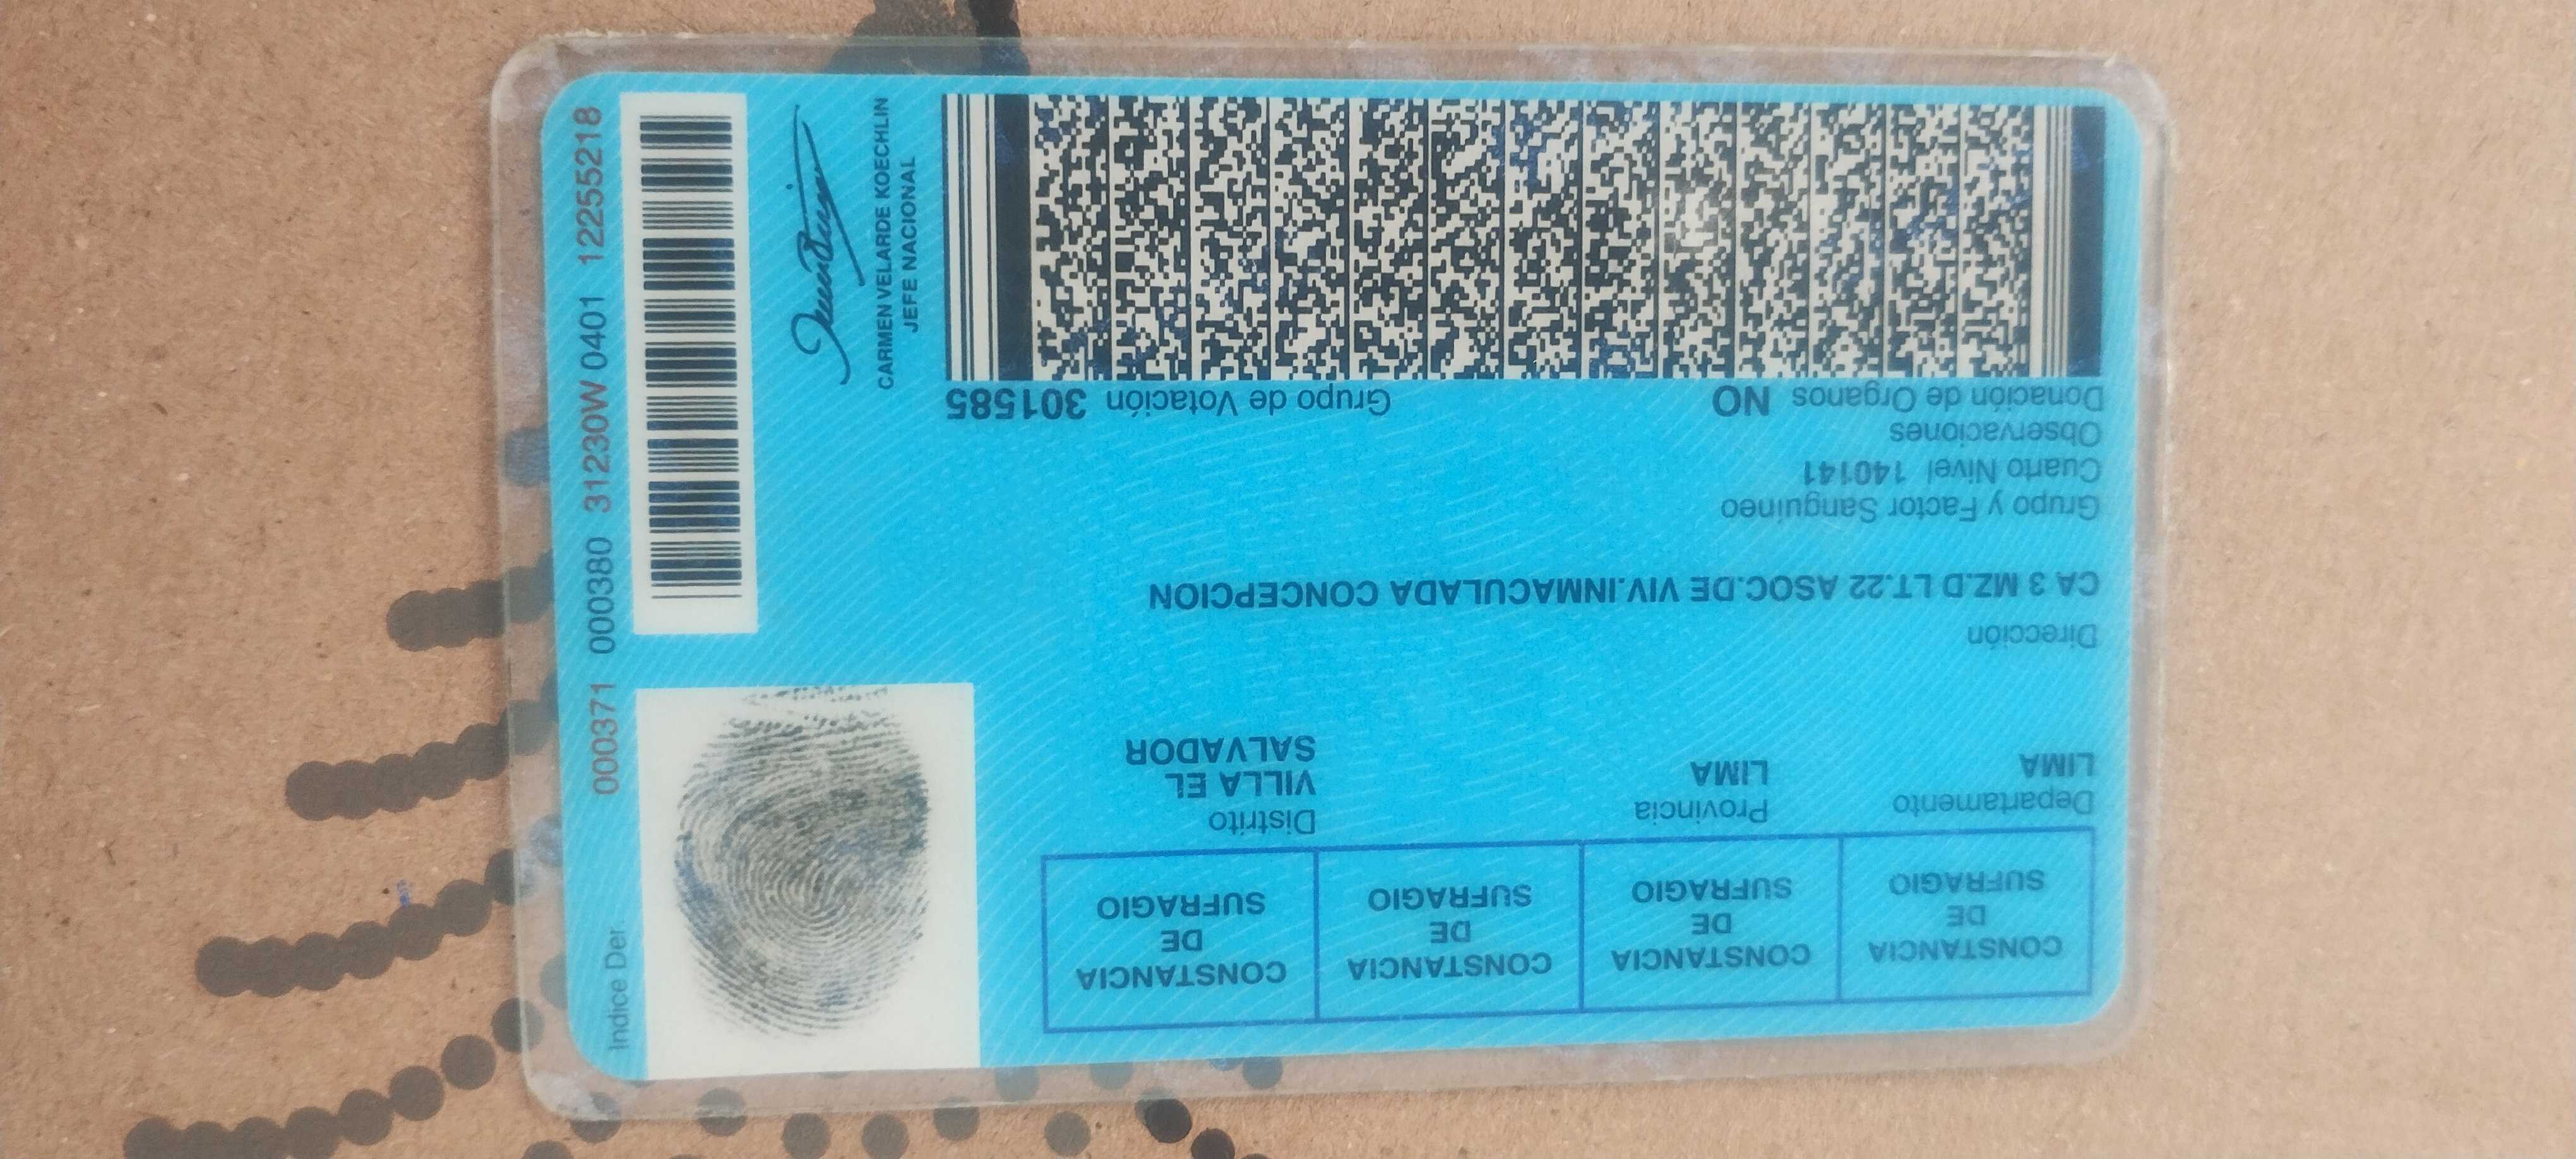 CONSTANCIA
DE
SUFRAGIO
CONSTANCIA
DE
SUFRAGIO
CONSTANCIA
DE
SUFRAGIO
CONSTANCIA
DE
SUFRAGIO
Departamento
LIMA
Provincia
LIMA
Distrito
VILLA EL
SALVADOR
Dirección
CA 3 MZ.D LT.22 ASOC.DE VIV.INMACULADA CONCEPCION
Grupo y Factor Sanguíneo
Cuarto Nivel 140141
Observaciones
Donación de Organos NO
Grupo de Votación 301585
Indice Der.
000371 000380 31230W 0401 12255218
CARMEN VELARDE KOECHLIN
JEFE NACIONAL